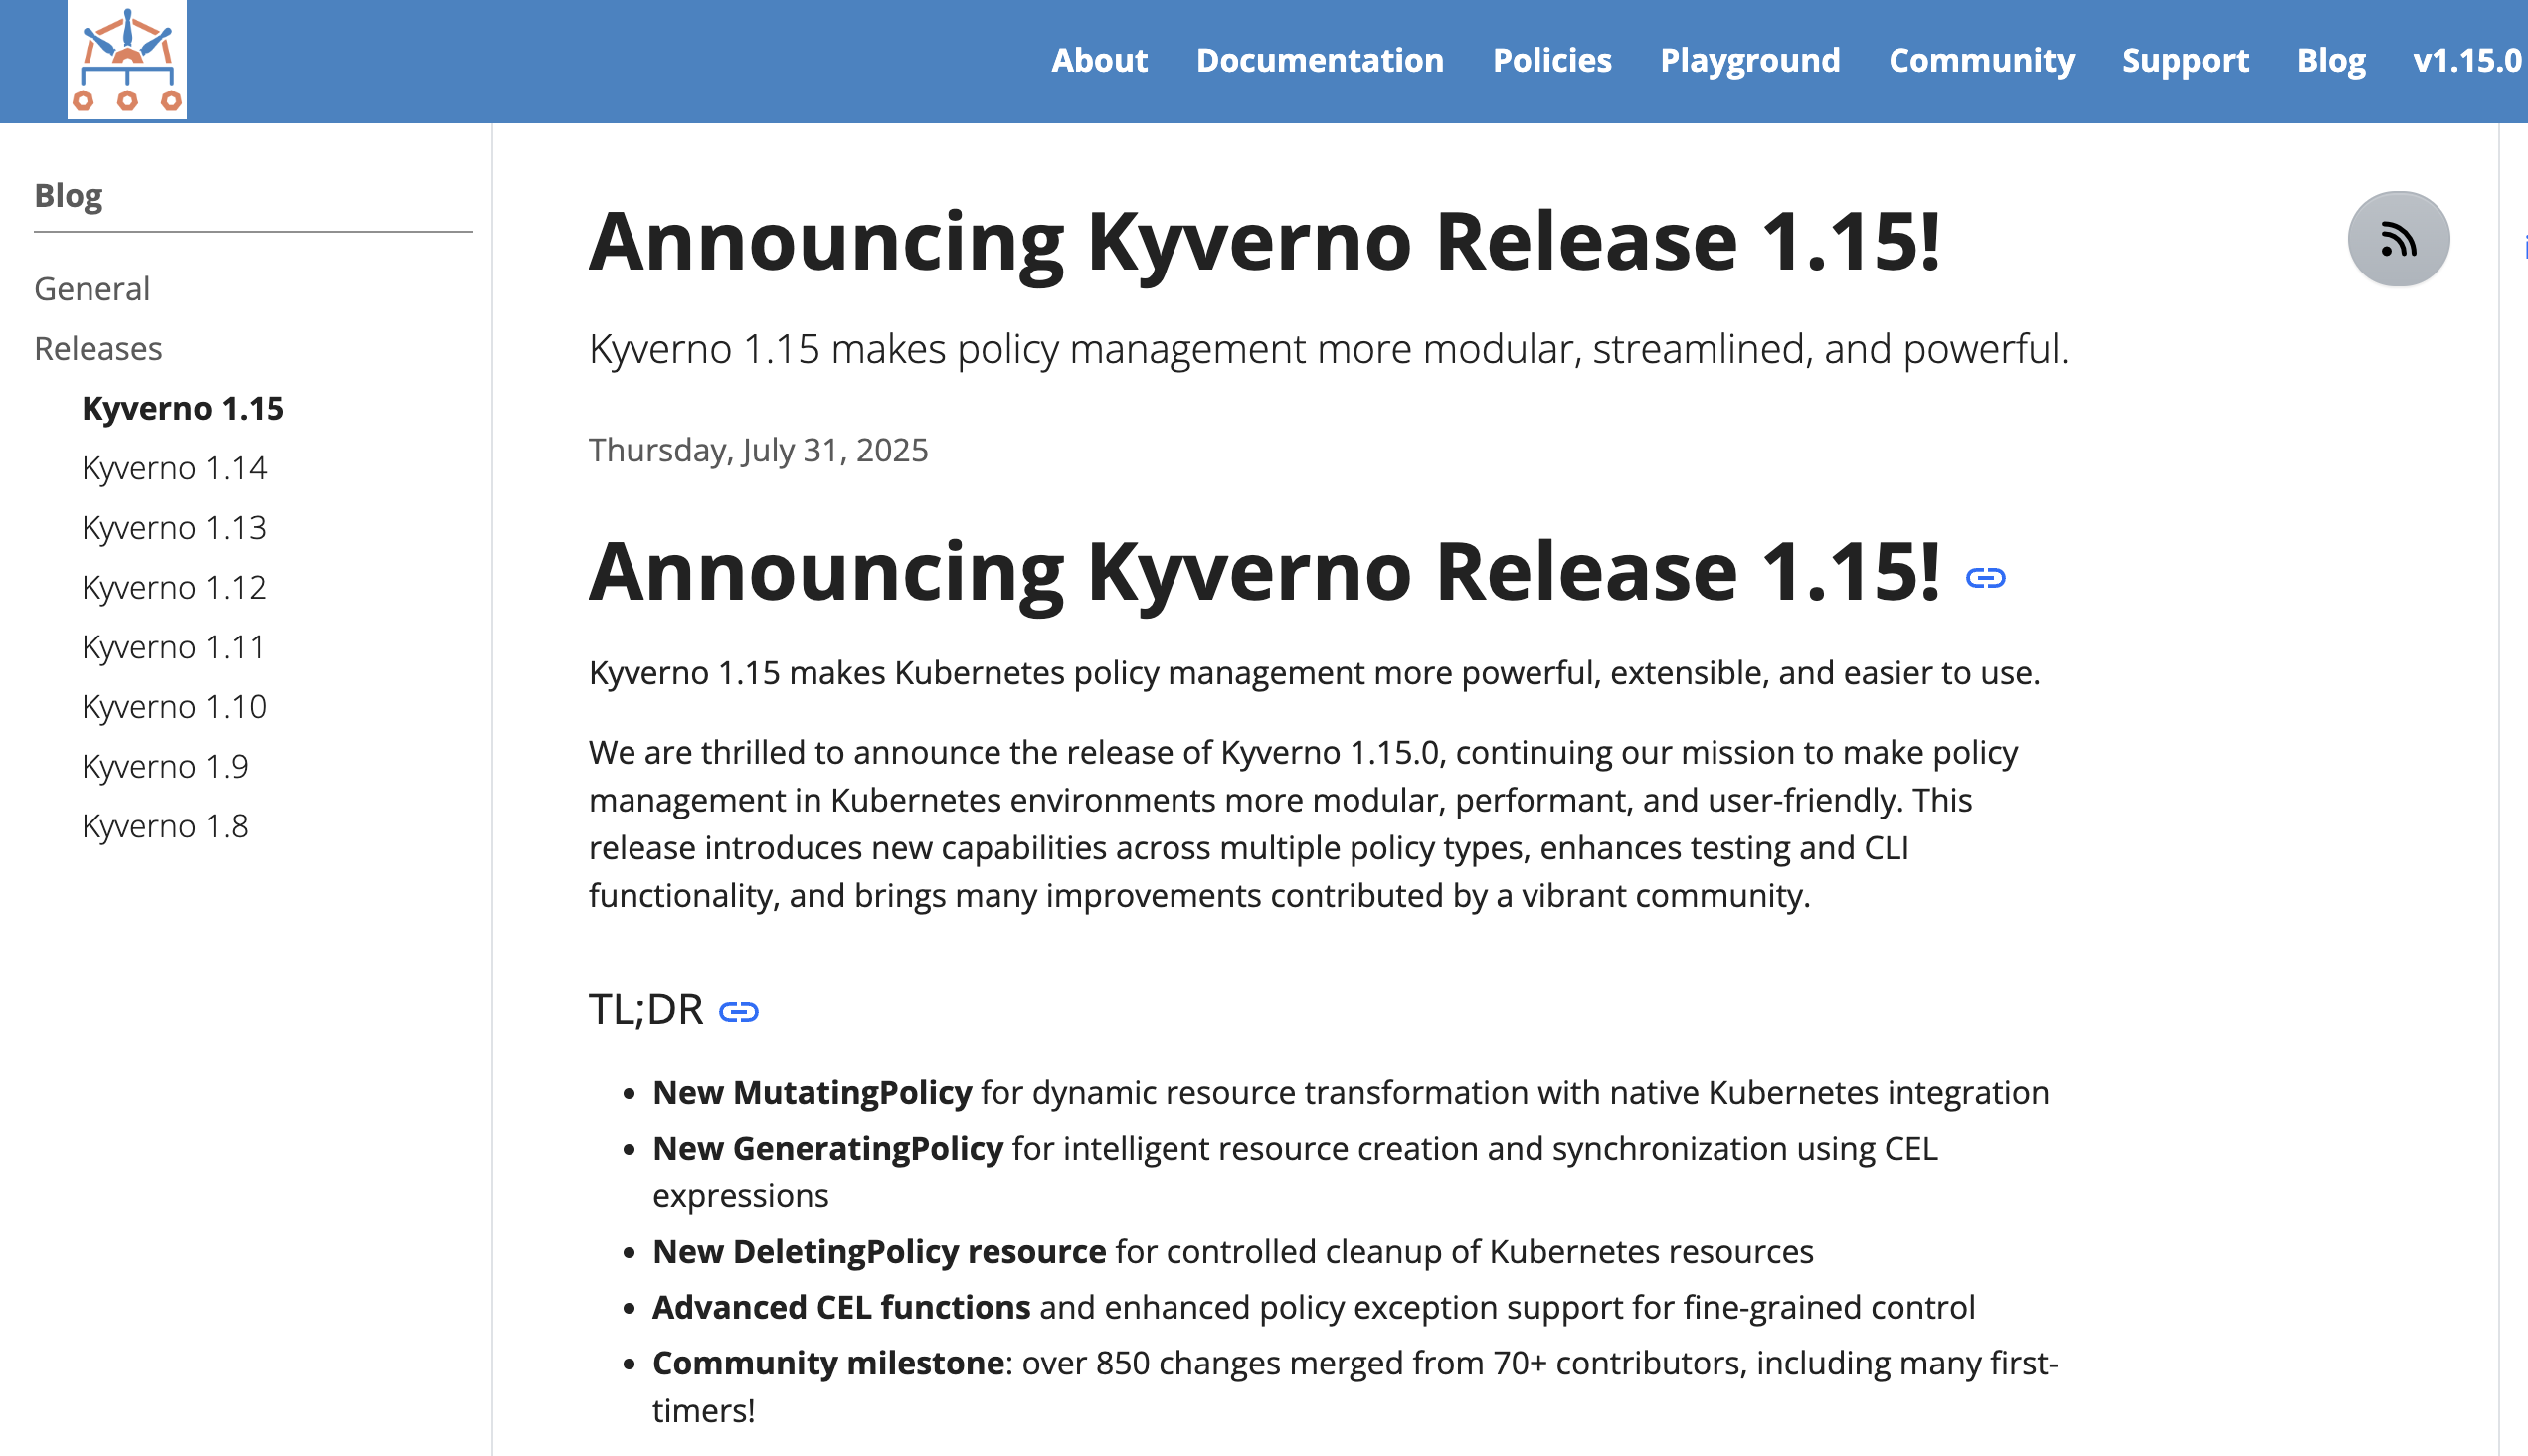 About Documentation Policies Playground Community Support Blog v1.15.0
Blog
General
Releases
Kyverno 1.15
Kyverno 1.14
Kyverno 1.13
Kyverno 1.12
Kyverno 1.11
Kyverno 1.10
Kyverno 1.9
Kyverno 1.8
Announcing Kyverno Release 1.15!
Kyverno 1.15 makes policy management more modular, streamlined, and powerful.
Thursday, July 31, 2025
Announcing Kyverno Release 1.15!
Kyverno 1.15 makes Kubernetes policy management more powerful, extensible, and easier to use.
We are thrilled to announce the release of Kyverno 1.15.0, continuing our mission to make policy
management in Kubernetes environments more modular, performant, and user-friendly. This
release introduces new capabilities across multiple policy types, enhances testing and CLI
functionality, and brings many improvements contributed by a vibrant community.
TL;DR
• New MutatingPolicy for dynamic resource transformation with native Kubernetes integration
• New GeneratingPolicy for intelligent resource creation and synchronization using CEL
expressions
• New DeletingPolicy resource for controlled cleanup of Kubernetes resources
• Advanced CEL functions and enhanced policy exception support for fine-grained control
• Community milestone: over 850 changes merged from 70+ contributors, including many first-
timers!